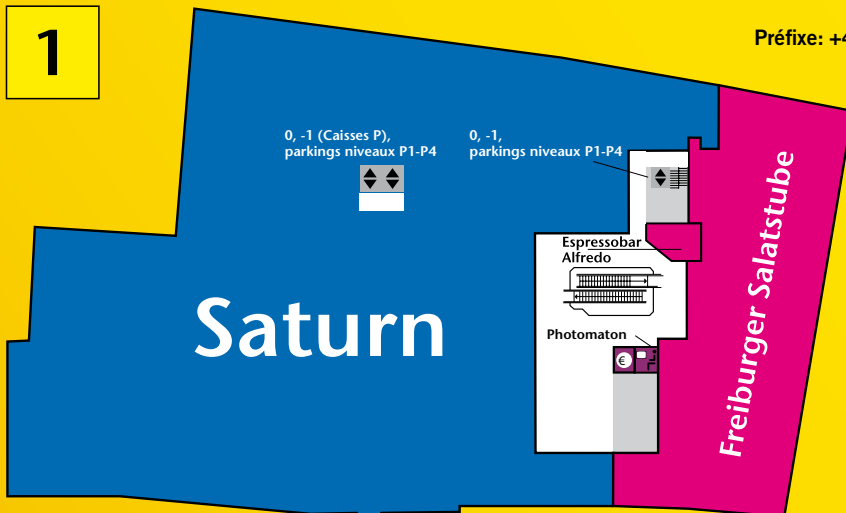 1
Préfixe: +4
0, -1 (Caisses P),
parkings niveaux P1-P4
0, -1,
parkings niveaux P1-P4
Espressobar
Alfredo
Saturn
Photomaton
€
Freiburger Salatstube